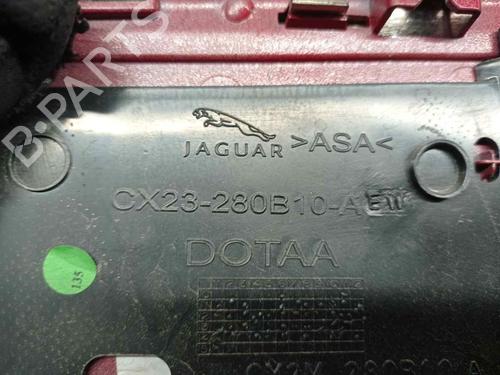 JAGUAR >ASA<
CX23-280B10-AEW
DOTAA
135
B-PARTS